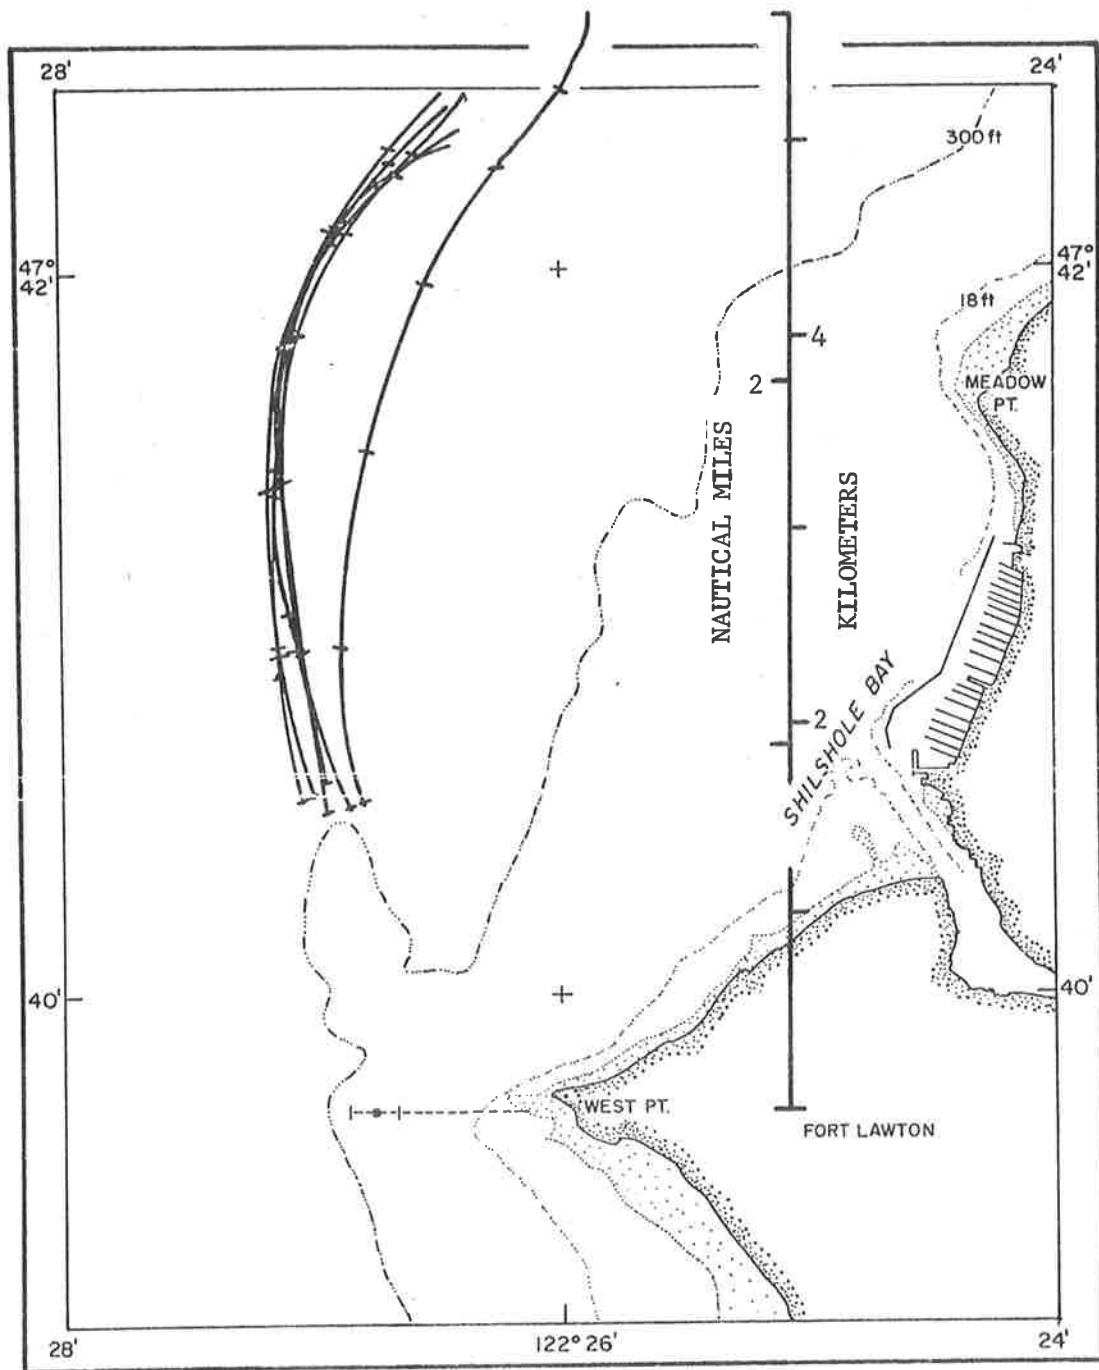 28'
24'
300 ft
47°
42'
47°
42'
18 ft
4
2
MEADOW
PT.
NAUTICAL MILES
KILOMETERS
SHILSHOLE BAY
2
40'
40'
WEST PT.
FORT LAWTON
28'
122° 26'
24'